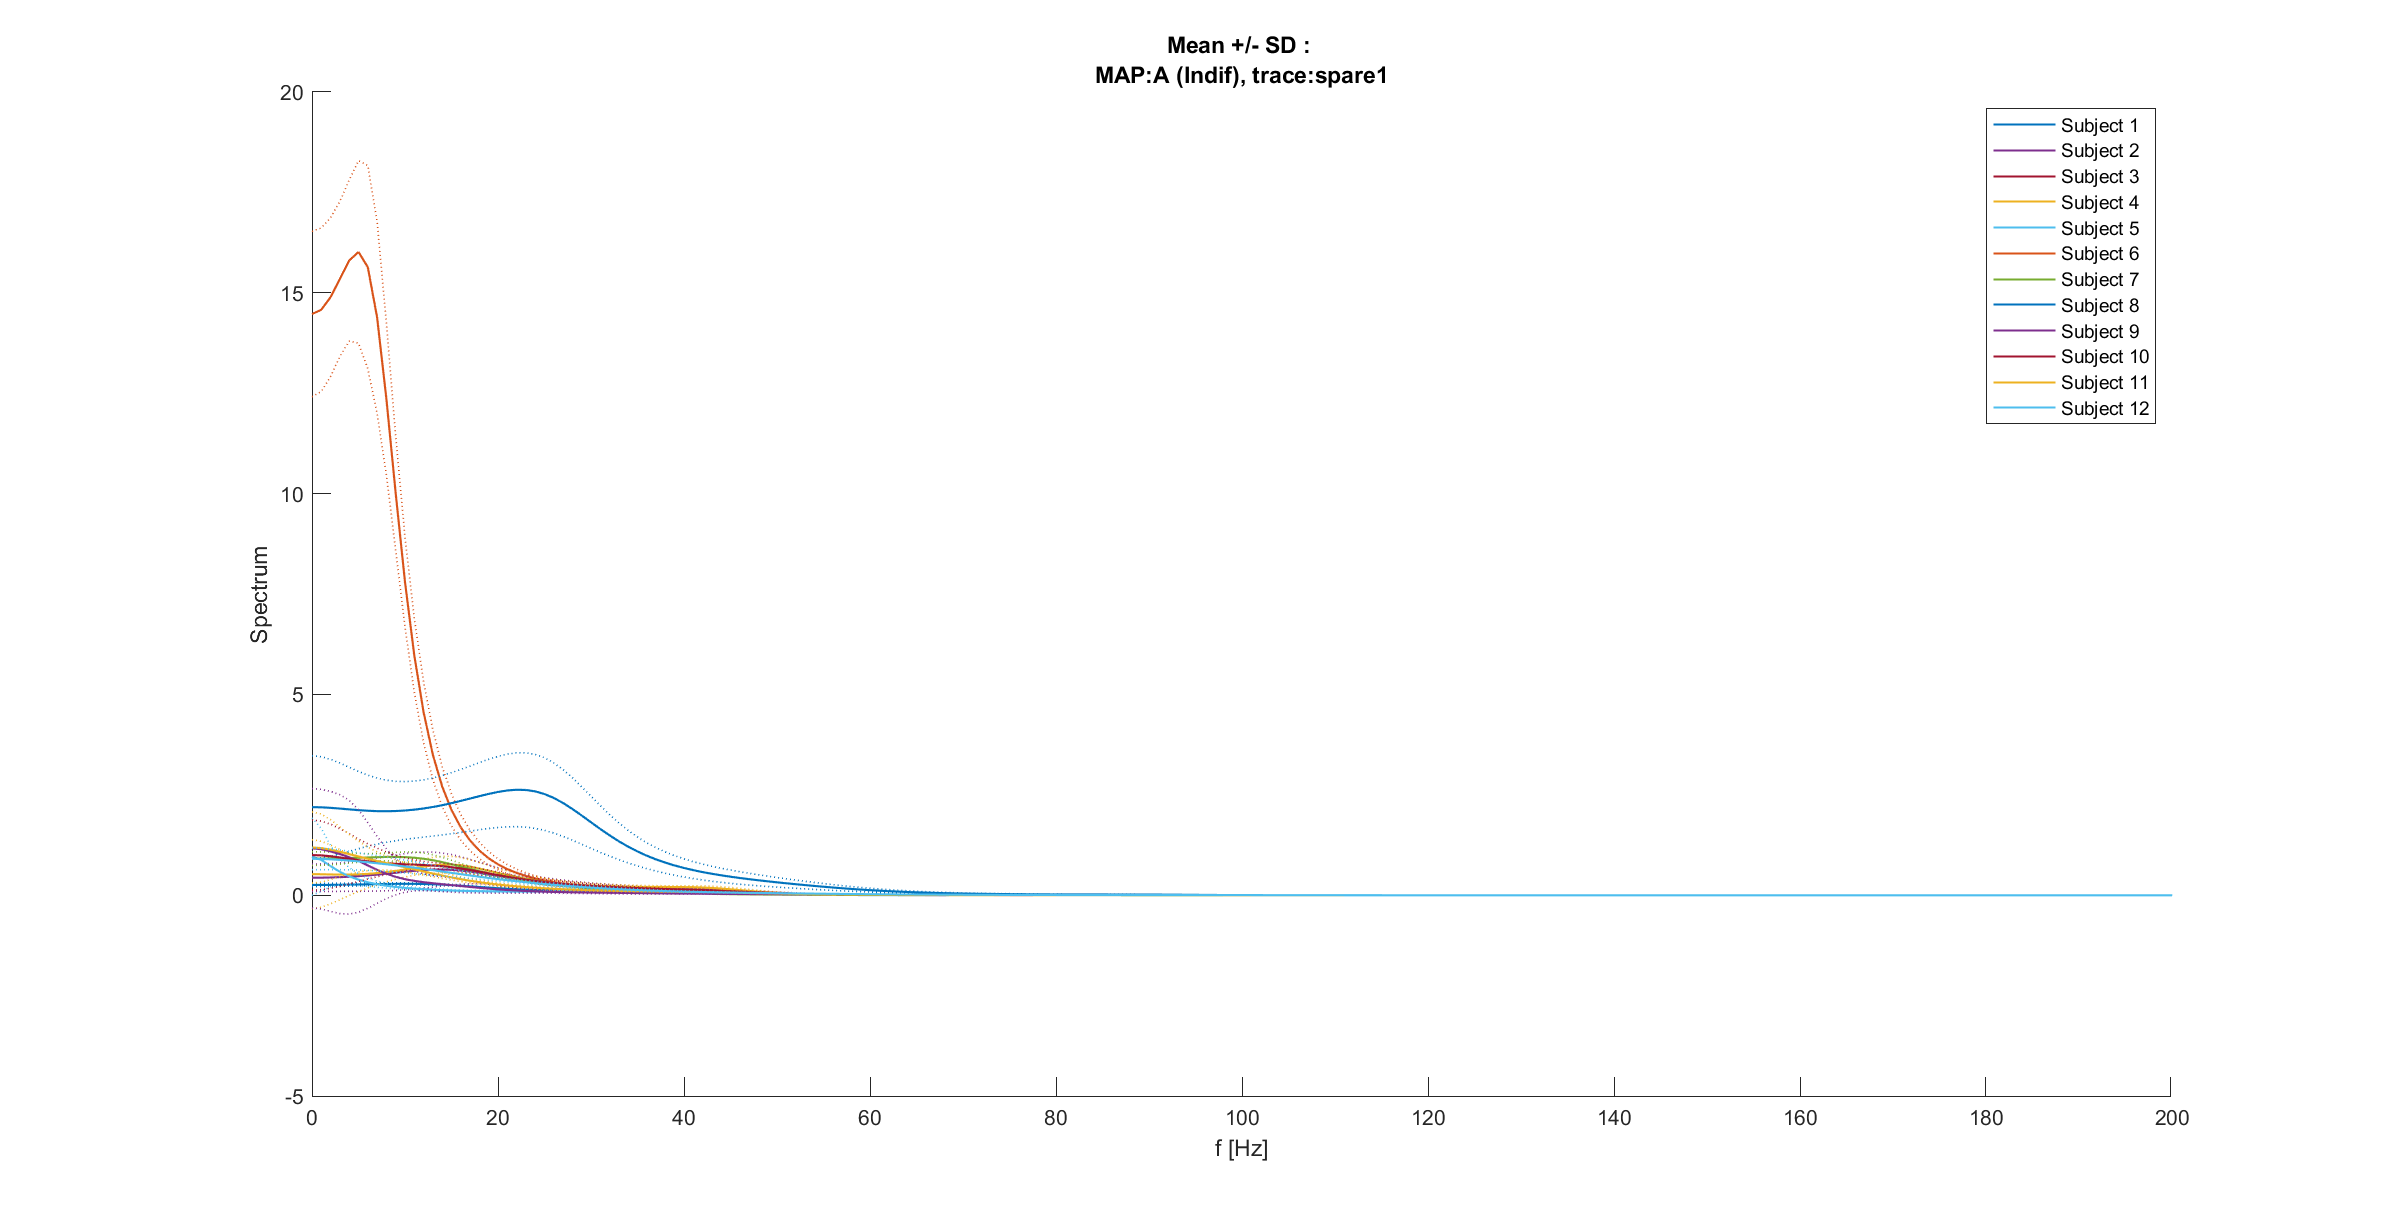 Mean +/- SD :
MAP:A (Indif), trace:spare1
20
15
10
5
0
-5
Spectrum
0 20 40 60 80 100 120 140 160 180 200
f [Hz]
Subject 1
Subject 2
Subject 3
Subject 4
Subject 5
Subject 6
Subject 7
Subject 8
Subject 9
Subject 10
Subject 11
Subject 12